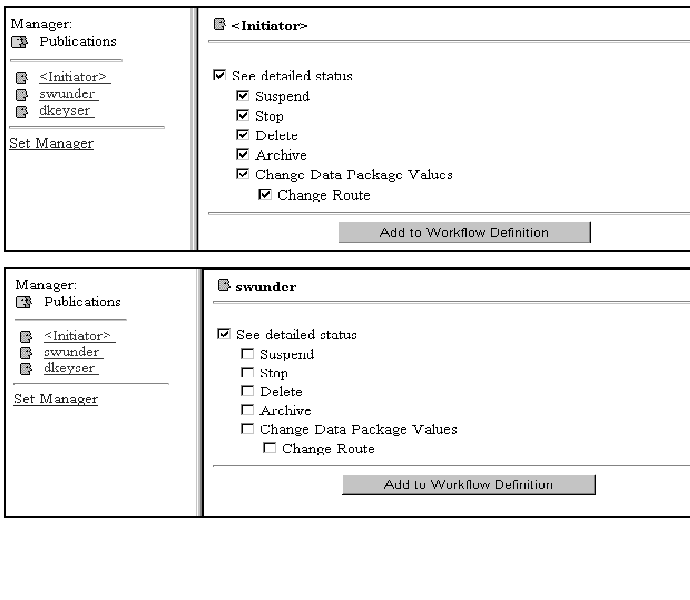 Manager:
Publications
<Initiator>
swunder
dkeyser
Set Manager
<Initiator>
See detailed status
Suspend
Stop
Delete
Archive
Change Data Package Values
Change Route
Add to Workflow Definition
Manager:
Publications
<Initiator>
swunder
dkeyser
Set Manager
swunder
See detailed status
Suspend
Stop
Delete
Archive
Change Data Package Values
Change Route
Add to Workflow Definition